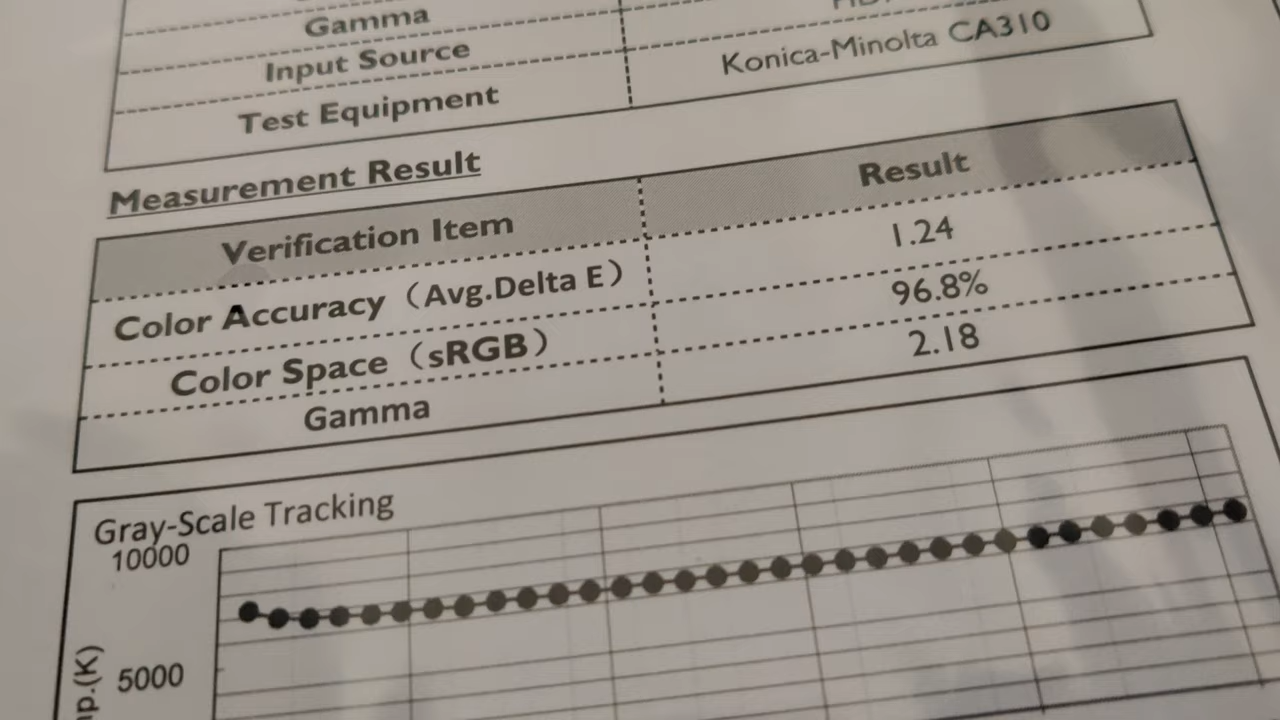 Gamma
Input Source
Test Equipment Konica-Minolta CA310
Measurement Result
Verification Item Result
Color Accuracy（Avg.Delta E） 1.24
Color Space（sRGB） 96.8%
Gamma 2.18
Gray-Scale Tracking
10000
5000